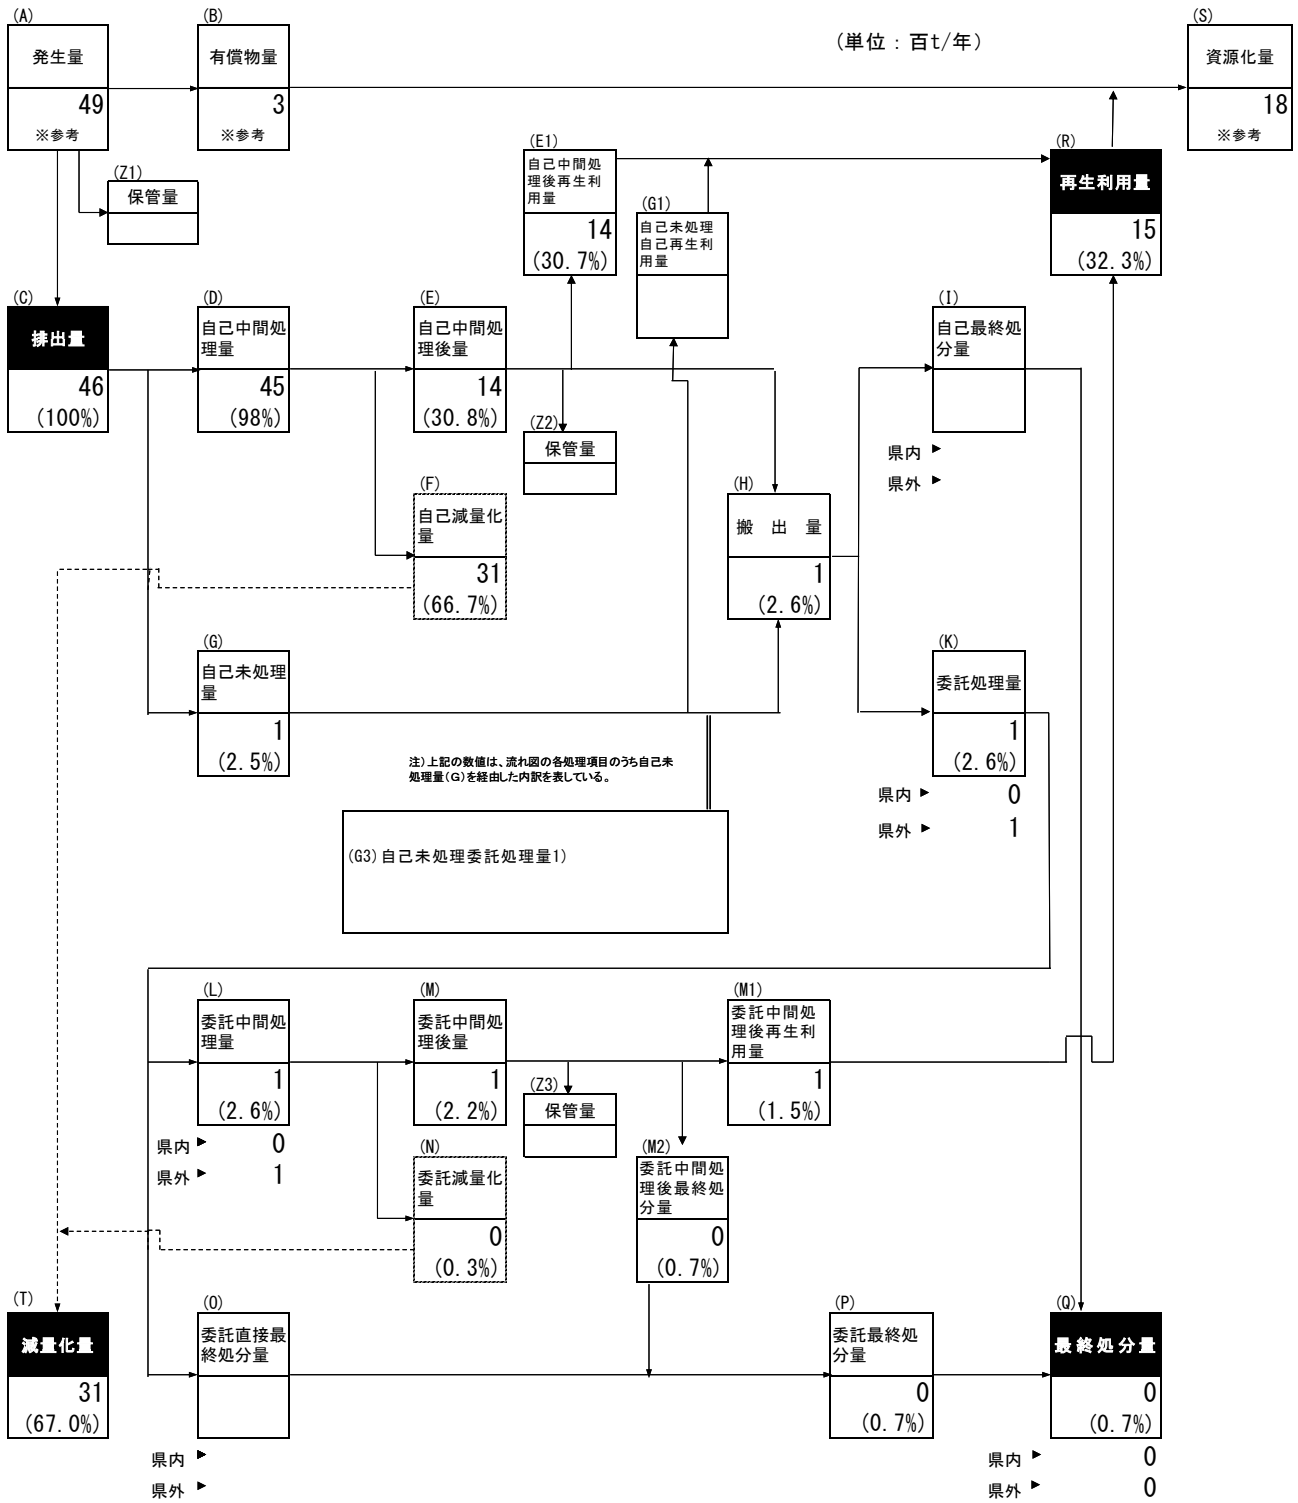 (A)
発生量
49
※参考
(B)
有償物量
3
※参考
(単位：百t/年)
(S)
資源化量
18
※参考
(Z1)
保管量
(E1)
自己中間処
理後再生利
用量
14
(30.7%)
(G1)
自己未処理
自己再生利
用量
(R)
再生利用量
15
(32.3%)
(C)
排出量
46
(100%)
(D)
自己中間処
理量
45
(98%)
(E)
自己中間処
理後量
14
(30.8%)
(Z2)
保管量
(I)
自己最終処
分量
県内
県外
(F)
自己減量化
量
31
(66.7%)
(H)
搬 出 量
1
(2.6%)
(G)
自己未処理
量
1
(2.5%)
(K)
委託処理量
1
(2.6%)
県内 0
県外 1
注)上記の数値は、流れ図の各処理項目のうち自己未
処理量(G)を経由した内訳を表している。
(G3)自己未処理委託処理量1)
(L)
委託中間処
理量
1
(2.6%)
県内 0
県外 1
(M)
委託中間処
理後量
1
(2.2%)
(Z3)
保管量
(M1)
委託中間処
理後再生利
用量
1
(1.5%)
(N)
委託減量化
量
0
(0.3%)
(M2)
委託中間処
理後最終処
分量
0
(0.7%)
(T)
減量化量
31
(67.0%)
(O)
委託直接最
終処分量
県内
県外
(P)
委託最終処
分量
0
(0.7%)
(Q)
最終処分量
0
(0.7%)
県内 0
県外 0